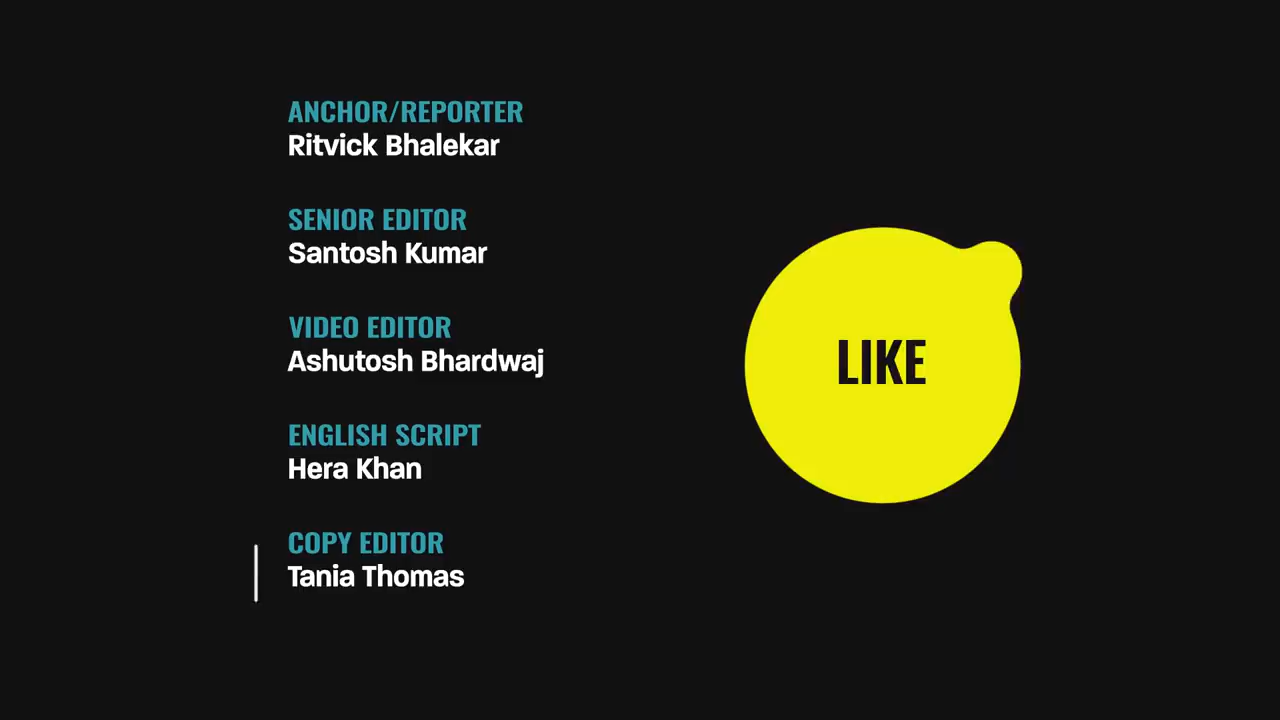 ANCHOR/REPORTER
Ritvick Bhalekar
SENIOR EDITOR
Santosh Kumar
VIDEO EDITOR
Ashutosh Bhardwaj
ENGLISH SCRIPT
Hera Khan
COPY EDITOR
Tania Thomas
LIKE